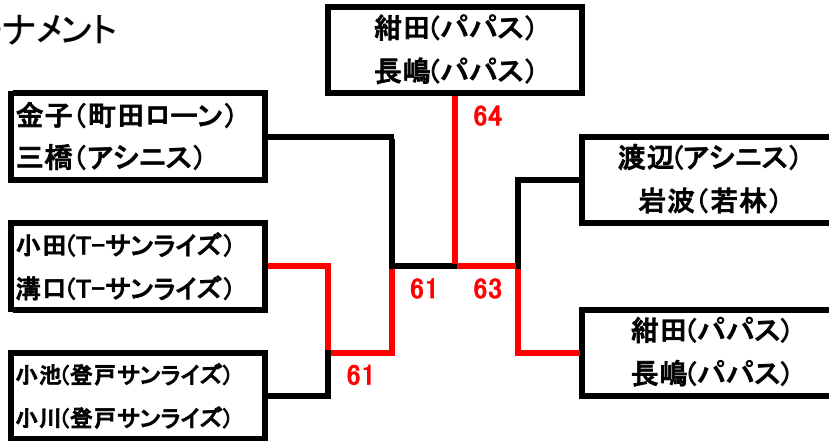 ーナメント
紺田(パパス)
長嶋(パパス)
64
金子(町田ローン)
三橋(アシニス)
渡辺(アシニス)
岩波(若林)
小田(T-サンライズ)
溝口(T-サンライズ)
61
63
紺田(パパス)
長嶋(パパス)
小池(登戸サンライズ)
小川(登戸サンライズ)
61